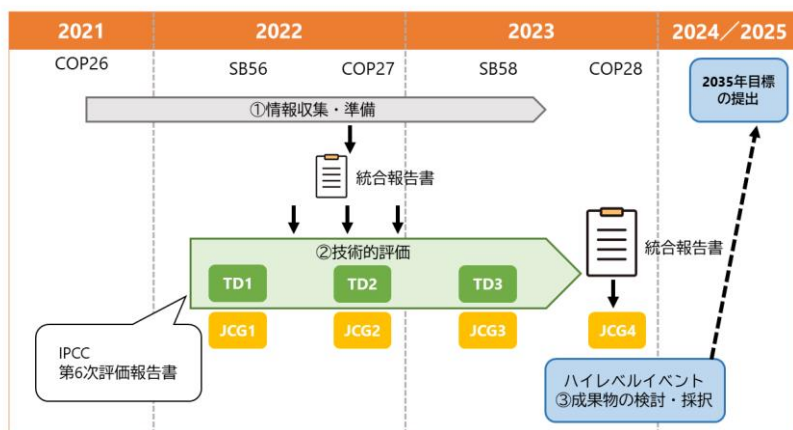 2021
2022
2023
2024／2025
COP26
SB56
COP27
SB58
COP28
2035年目標
の提出
①情報収集・準備
統合報告書
②技術的評価
統合報告書
TD1
TD2
TD3
JCG1
JCG2
JCG3
JCG4
IPCC
第6次評価報告書
ハイレベルイベント
③成果物の検討・採択